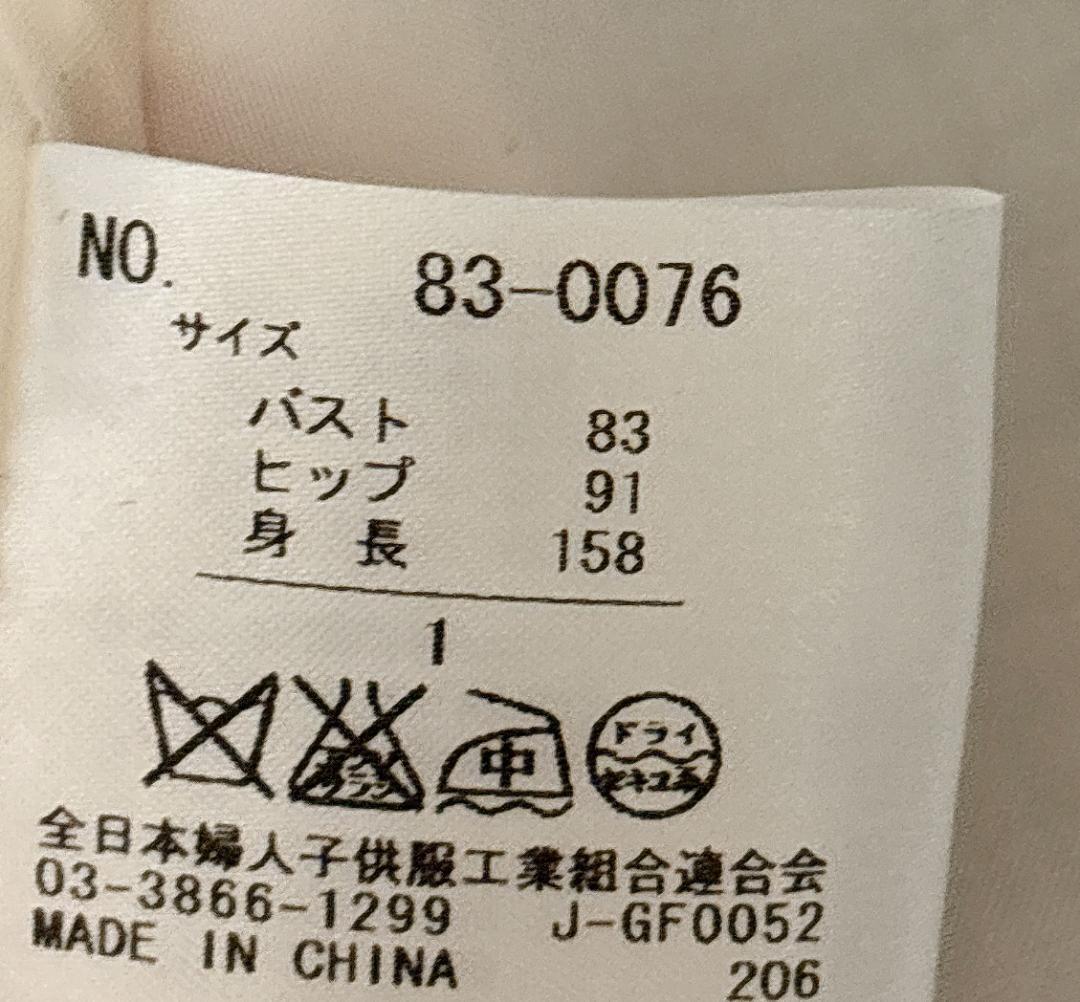 NO. 83-0076
サイズ
バスト 83
ヒップ 91
身長 158
1
中 ドライ
全日本婦人子供服工業組合連合会
03-3866-1299 J-GF0052
MADE IN CHINA 206